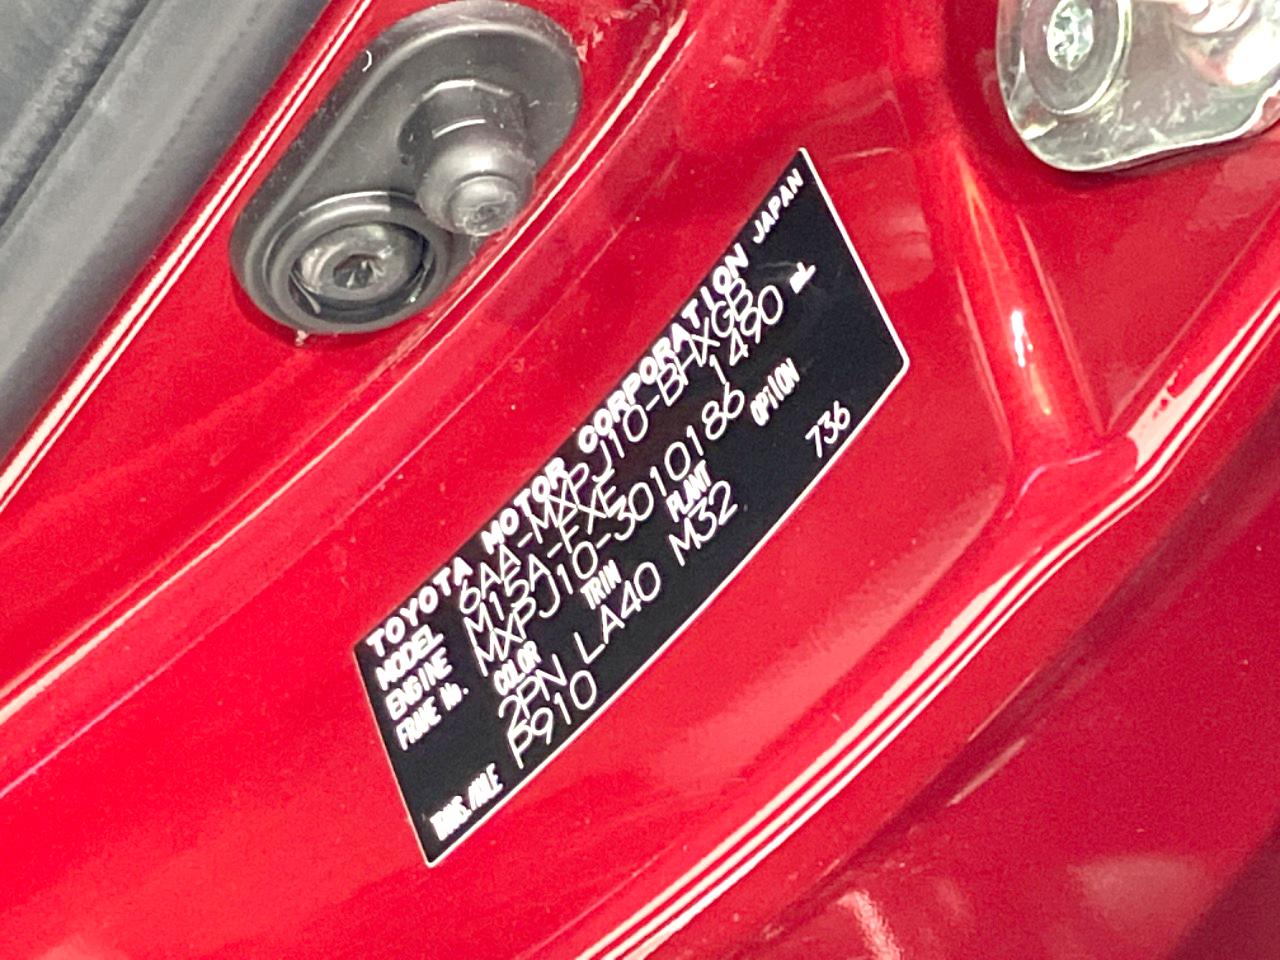 TOYOTA MOTOR CORPORATION JAPAN
MODEL 6AA-MXPJ10-BHXGB
ENGINE M15A-FXE 1490 mL
FRAME No. MXPJ10-3010186
COLOR TRIM PLANT OPTION
2PN LA40 M32 736
TRANS.AXLE P910